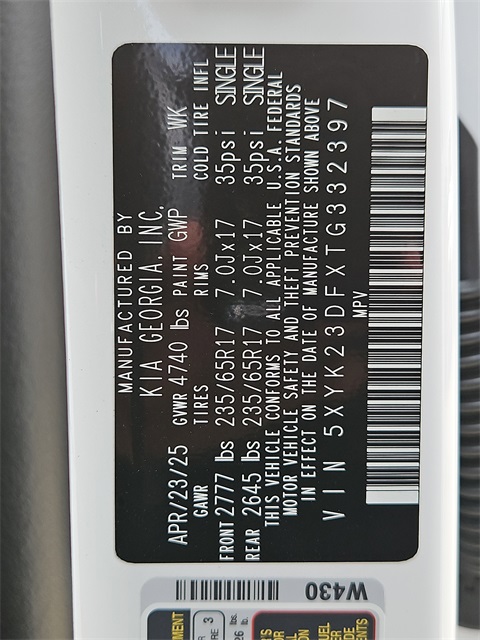 MANUFACTURED BY
KIA GEORGIA, INC.
APR/23/25 GVWR 4740 lbs PAINT GWP TRIM WK
GAWR TIRES RIMS COLD TIRE INFL
FRONT 2777 lbs 235/65R17 7.0Jx17 35psi SINGLE
REAR 2645 lbs 235/65R17 7.0Jx17 35psi SINGLE
THIS VEHICLE CONFORMS TO ALL APPLICABLE U.S.A. FEDERAL
MOTOR VEHICLE SAFETY AND THEFT PREVENTION STANDARDS
IN EFFECT ON THE DATE OF MANUFACTURE SHOWN ABOVE
VIN 5XYK23DFXTG332397
MPV
W430
3
lbs.
lb.